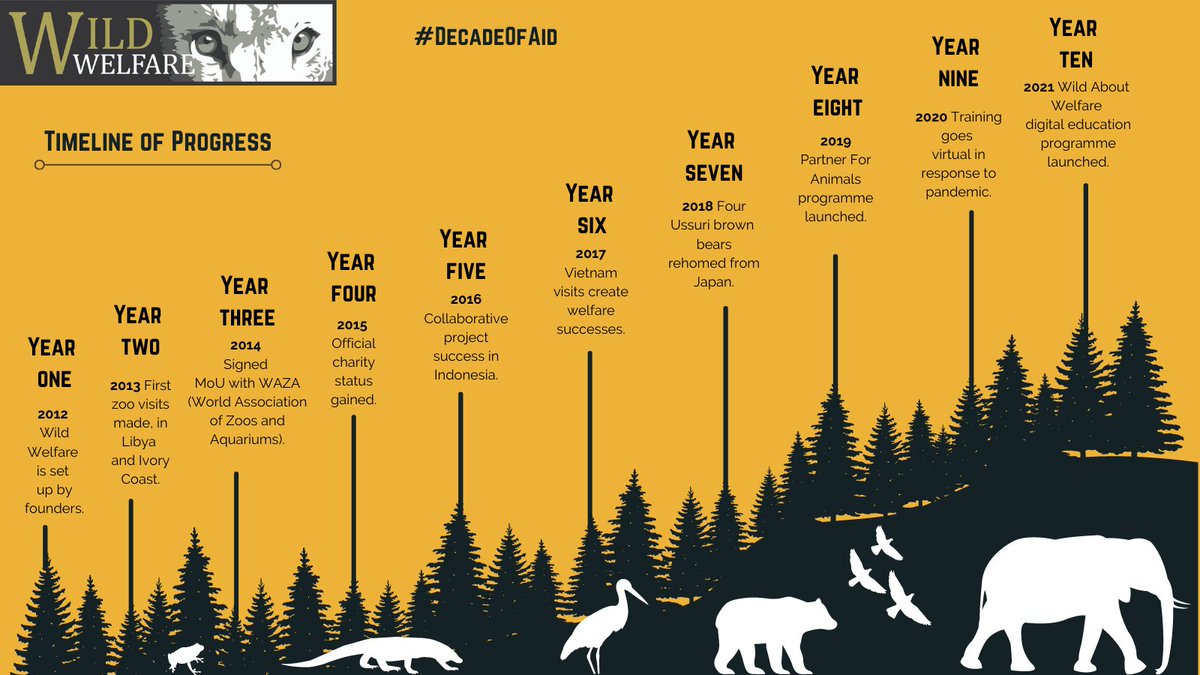 WILD
WELFARE
#DecadeOfAid
Timeline of Progress
Year
one
2012
Wild
Welfare
is set
up by
founders.
Year
two
2013 First
zoo visits
made, in
Libya
and Ivory
Coast.
Year
three
2014
Signed
MoU with WAZA
(World Association
of Zoos and
Aquariums).
Year
four
2015
Official
charity
status
gained.
Year
five
2016
Collaborative
project
success in
Indonesia.
Year
six
2017
Vietnam
visits create
welfare
successes.
Year
seven
2018 Four
Ussuri brown
bears
rehomed from
Japan.
Year
eight
2019
Partner For
Animals
programme
launched.
Year
nine
2020 Training
goes
virtual in
response to
pandemic.
Year
ten
2021 Wild About
Welfare
digital education
programme
launched.